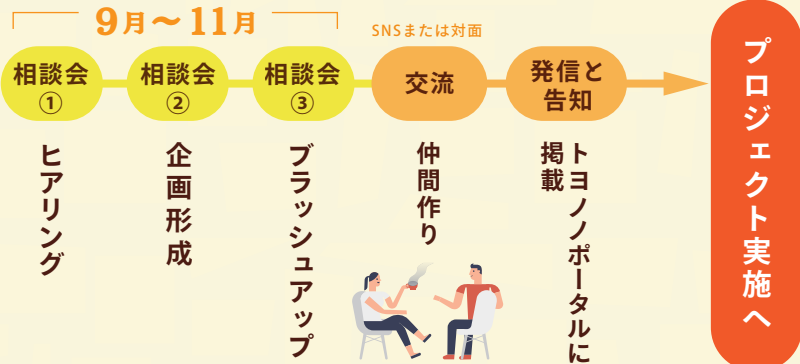 9月〜11月
SNSまたは対面
相談会
①
相談会
②
相談会
③
交流
発信と
告知
ヒアリング
企画形成
ブラッシュアップ
仲間作り
トヨノノポータルに
掲載
プロジェクト実施へ